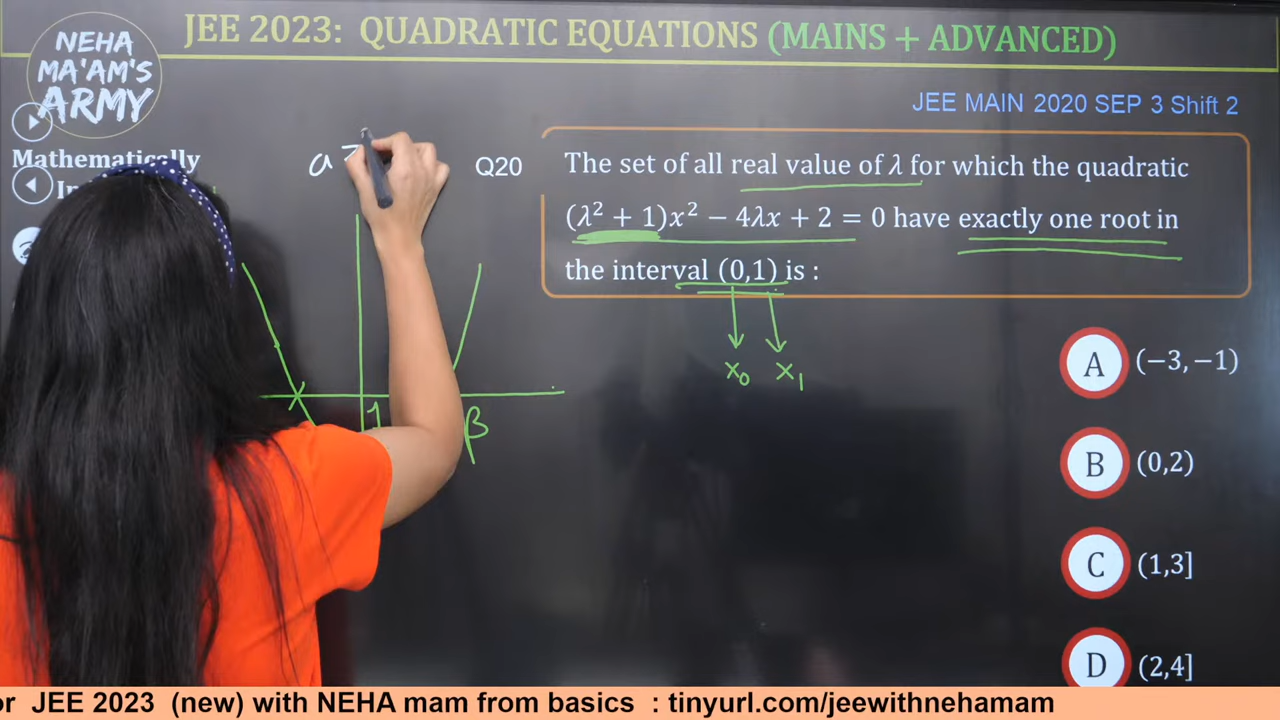 JEE 2023: QUADRATIC EQUATIONS (MAINS + ADVANCED)
NEHA
MA'AM'S
ARMY
JEE MAIN 2020 SEP 3 Shift 2
Mathematically
In
a
Q20
The set of all real value of λ for which the quadratic
(λ² + 1)x² − 4λx + 2 = 0 have exactly one root in
the interval (0,1) is :
x₀ x₁
1
β
A (−3, −1)
B (0,2)
C (1,3]
D (2,4]
or JEE 2023 (new) with NEHA mam from basics : tinyurl.com/jeewithnehamam